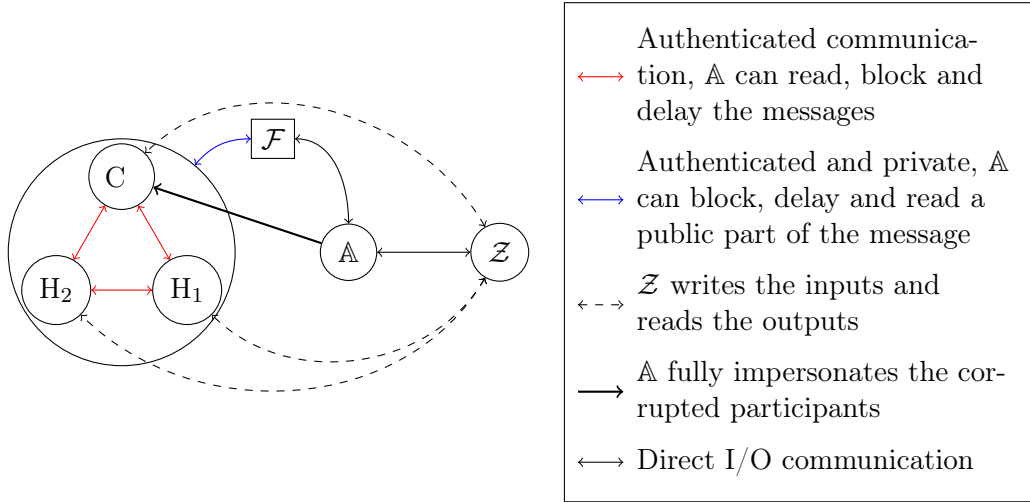 C
H₂
H₁
ℱ
𝔸
𝒵
Authenticated communica-
tion, 𝔸 can read, block and
delay the messages
Authenticated and private, 𝔸
can block, delay and read a
public part of the message
𝒵 writes the inputs and
reads the outputs
𝔸 fully impersonates the cor-
rupted participants
Direct I/O communication